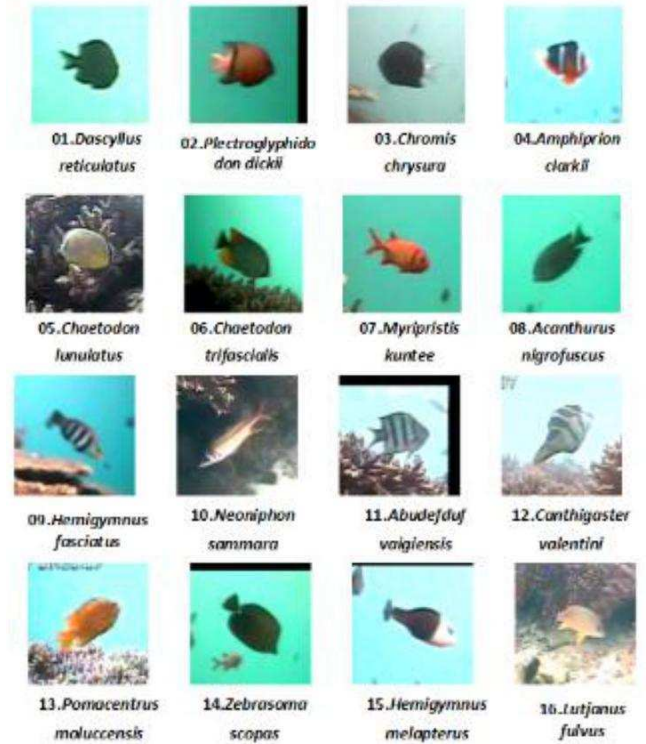 01.Dascyllus
reticulatus
02.Plectroglyphido
don dickii
03.Chromis
chrysura
04.Amphiprion
clarkii
05.Chaetodon
lunulatus
06.Chaetodon
trifascialis
07.Myripristis
kuntee
08.Acanthurus
nigrofuscus
09.Hemigymnus
fasciatus
10.Neoniphon
sammara
11.Abudefduf
vaigiensis
12.Canthigaster
valentini
13.Pomacentrus
moluccensis
14.Zebrasoma
scopas
15.Hemigymnus
melapterus
16.Lutjanus
fulvus